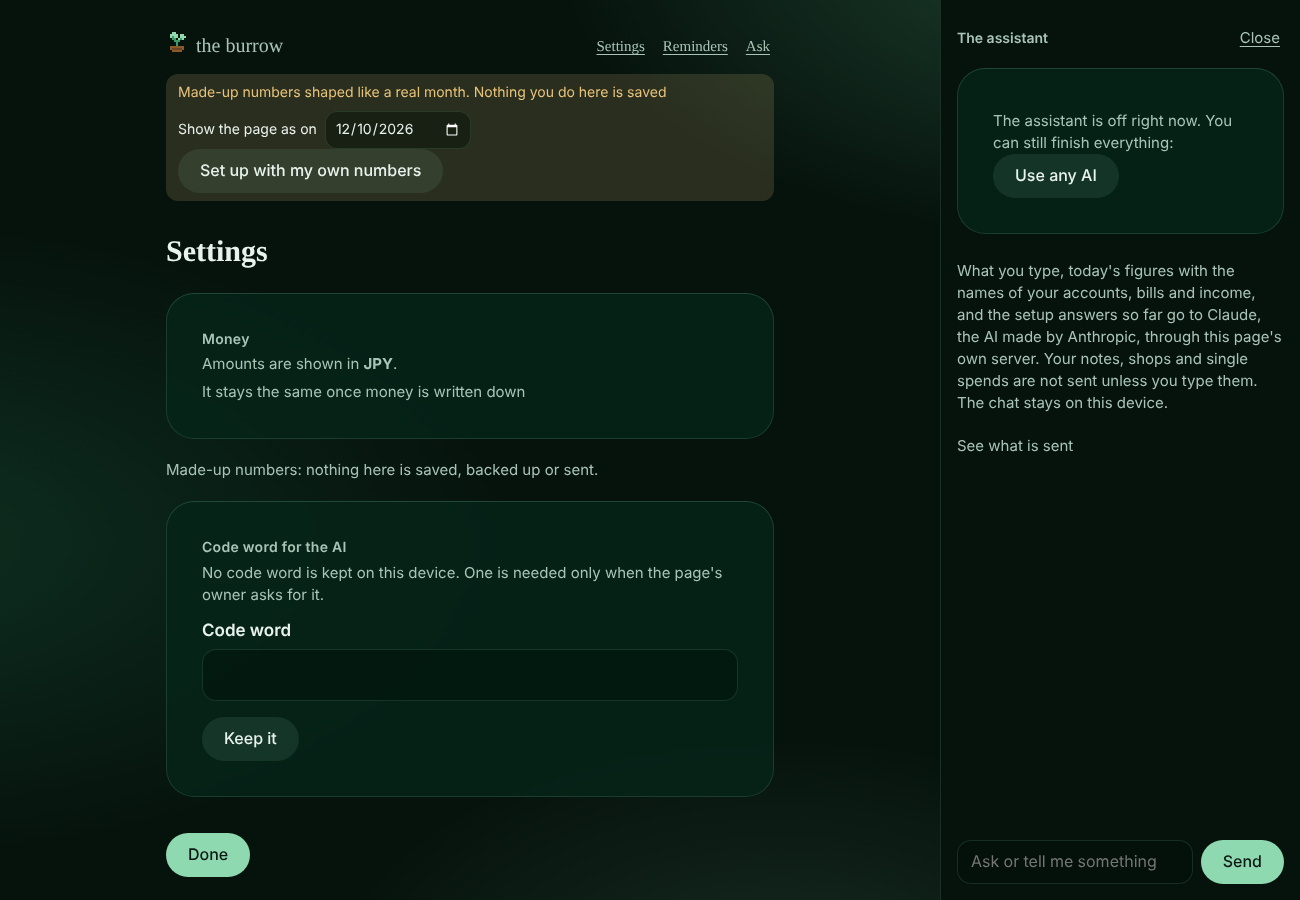 the burrow
Settings
Reminders
Ask
Made-up numbers shaped like a real month. Nothing you do here is saved
Show the page as on
12/10/2026
Set up with my own numbers
Settings
Money
Amounts are shown in JPY.
It stays the same once money is written down
Made-up numbers: nothing here is saved, backed up or sent.
Code word for the AI
No code word is kept on this device. One is needed only when the page's
owner asks for it.
Code word
Keep it
Done
The assistant
Close
The assistant is off right now. You
can still finish everything:
Use any AI
What you type, today's figures with the
names of your accounts, bills and income,
and the setup answers so far go to Claude,
the AI made by Anthropic, through this page's
own server. Your notes, shops and single
spends are not sent unless you type them.
The chat stays on this device.
See what is sent
Ask or tell me something
Send